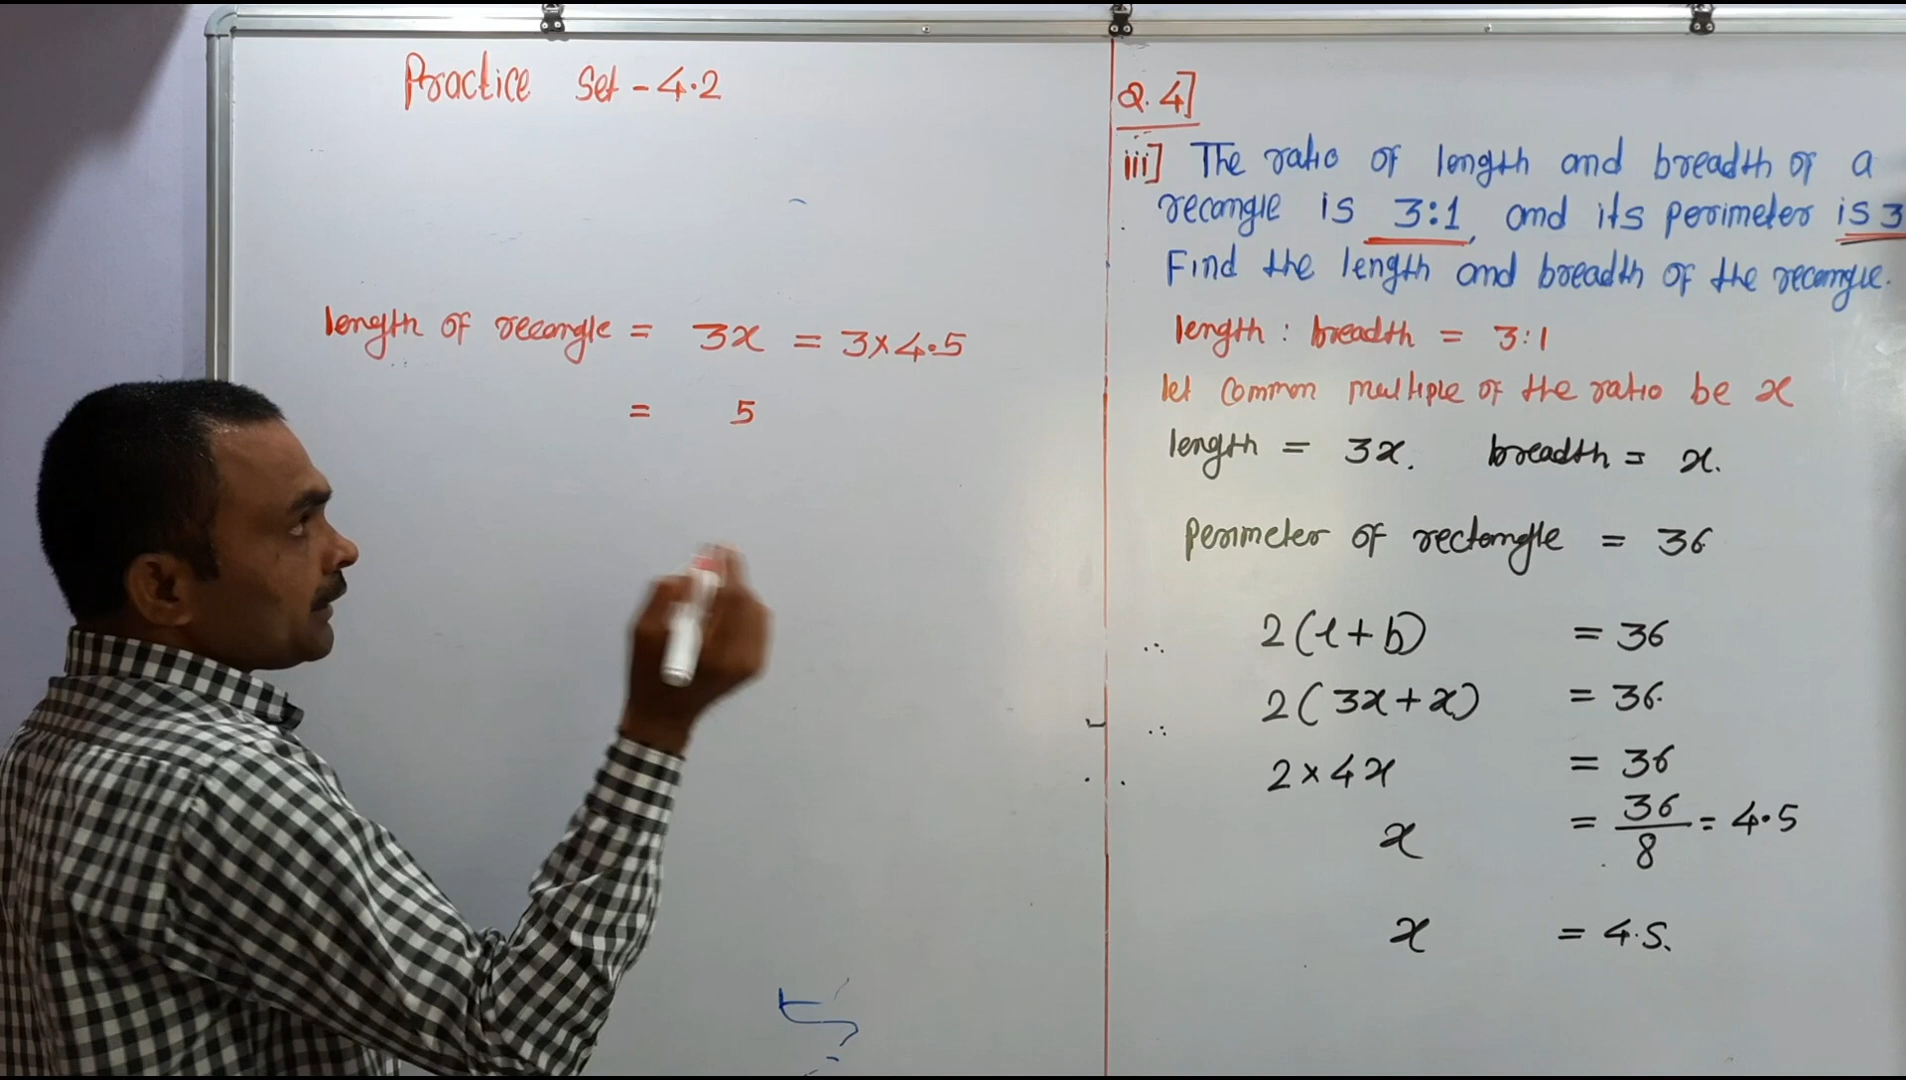 Practice Set - 4.2
length of recangle = 3x = 3×4.5
= 5
Q. 4]
iii] The ratio of length and breadth of a
recangle is 3:1, and its perimeter is 3
Find the length and breadth of the recangle.
length : breadth = 3:1
let common multiple of the ratio be x
length = 3x. breadth = x.
Perimeter of rectangle = 36
∴ 2(l+b) = 36
∴ 2(3x+x) = 36
2×4x = 36
x = 36/8 = 4.5
x = 4.5